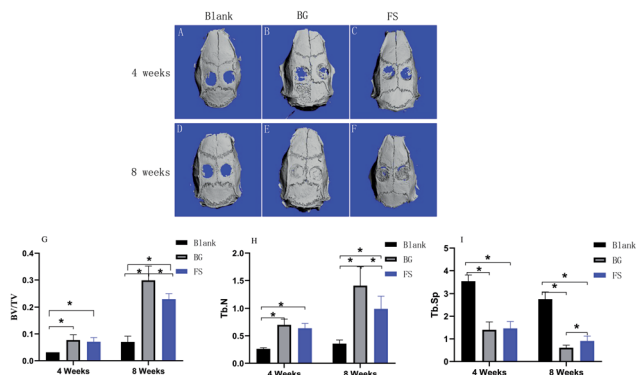 Blank BG FS
A B C
4 weeks
D E F
8 weeks
G
Blank
BG
FS
BV/TV
0.4
0.3
0.2
0.1
0.0
* * * * *
4 Weeks 8 Weeks
H
Blank
BG
FS
Tb.N
2.0
1.5
1.0
0.5
0.0
* * * * *
4 Weeks 8 Weeks
I
Blank
BG
FS
Tb.Sp
5
4
3
2
1
0
* * * * *
4 Weeks 8 Weeks